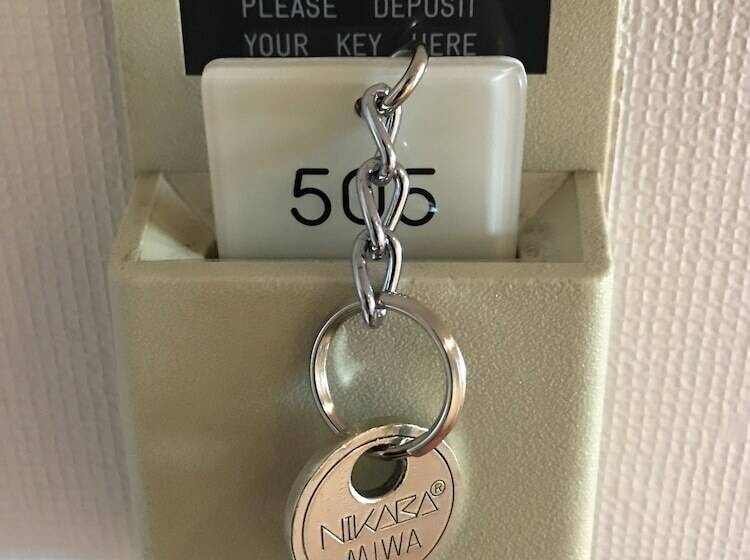 PLEASE DEPOSIT
YOUR KEY HERE
505
NIKARA®
MIWA